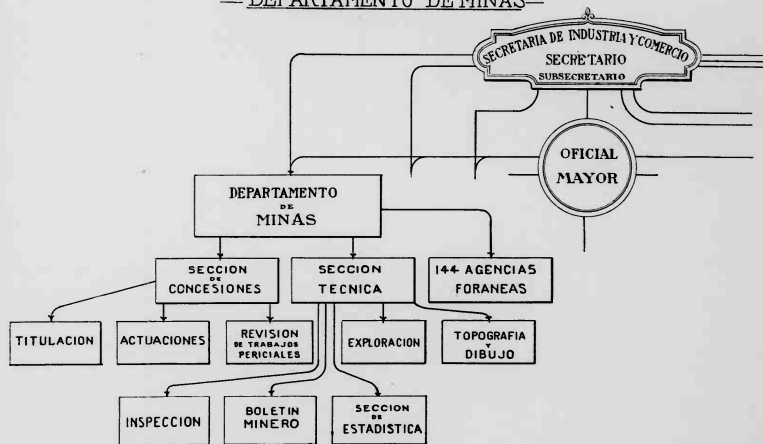 — DEPARTAMENTO DE MINAS —
SECRETARIA DE INDUSTRIA Y COMERCIO
SECRETARIO
SUBSECRETARIO
OFICIAL
MAYOR
DEPARTAMENTO
DE
MINAS
SECCION
DE
CONCESIONES
SECCION
TECNICA
144 AGENCIAS
FORANEAS
TITULACION
ACTUACIONES
REVISION
DE TRABAJOS
PERICIALES
EXPLORACION
TOPOGRAFIA
Y
DIBUJO
INSPECCION
BOLETIN
MINERO
SECCION
DE
ESTADISTICA